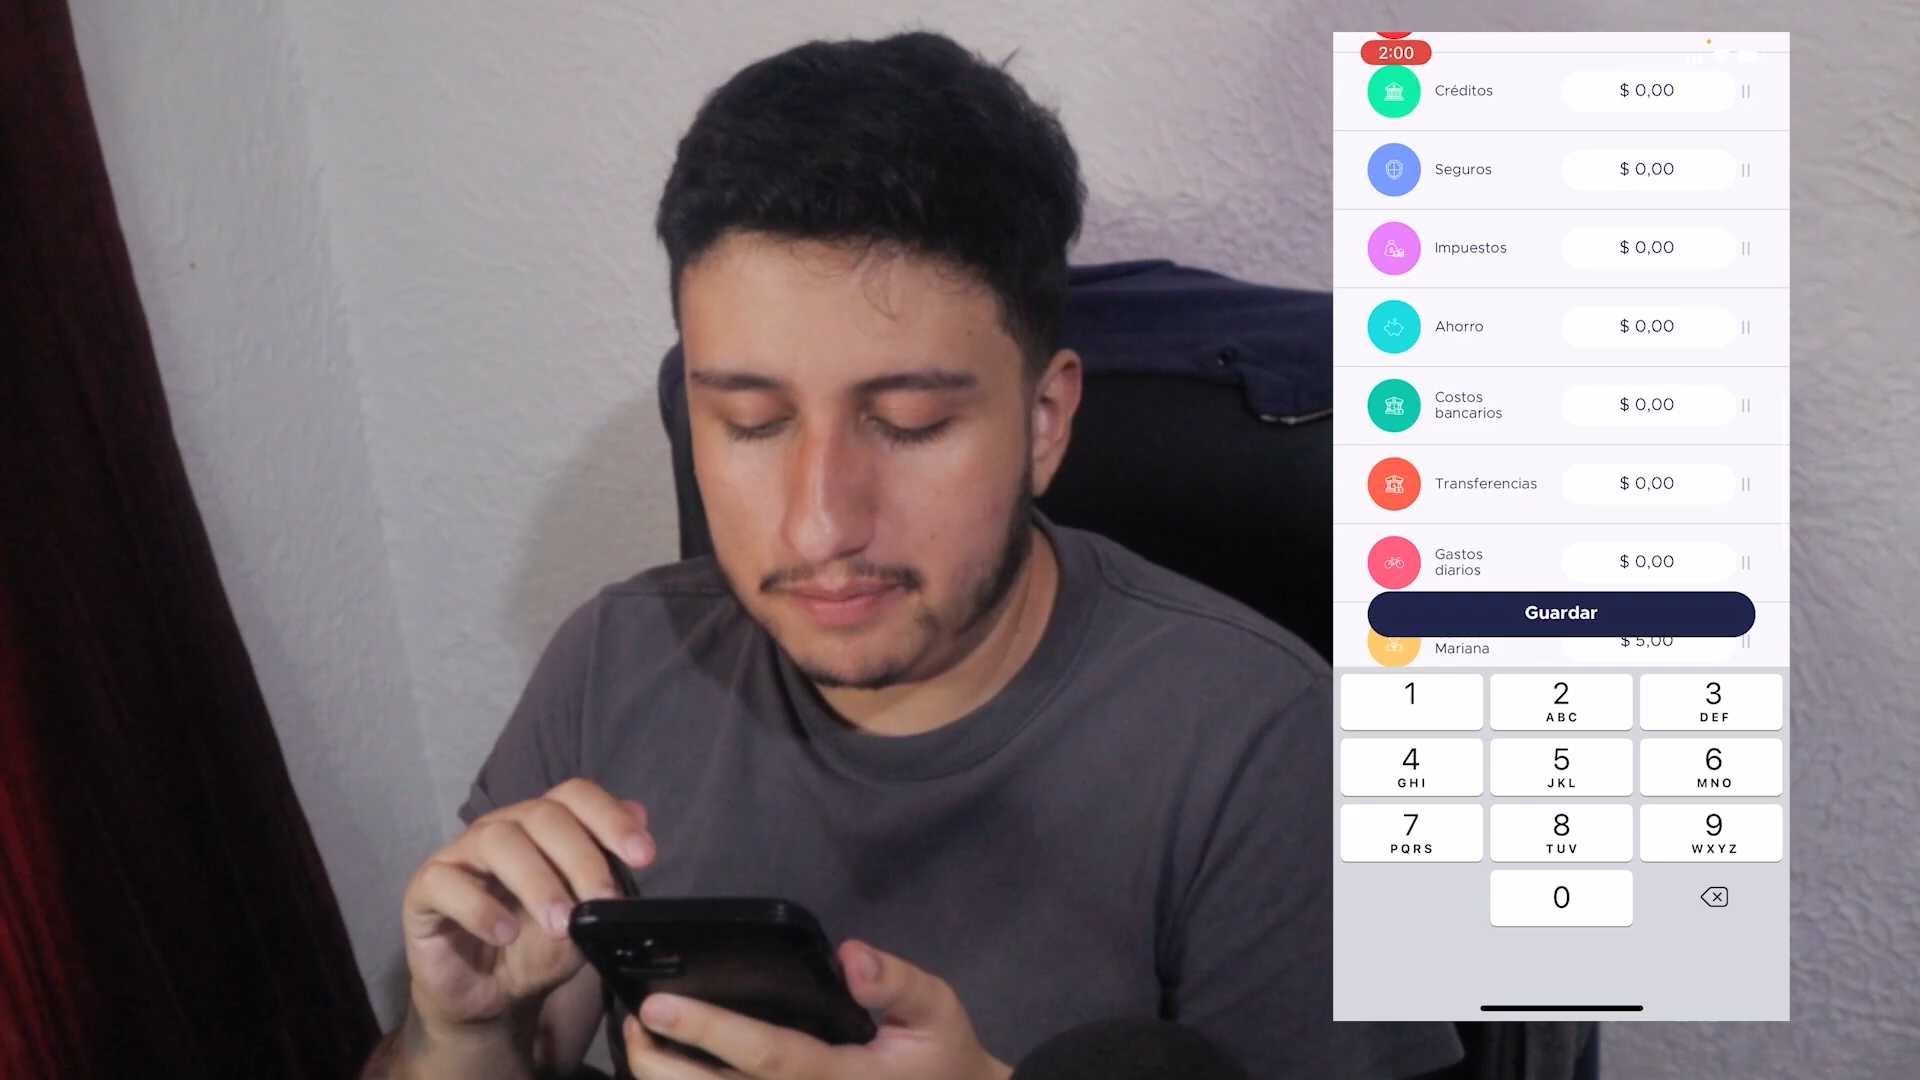 2:00
Créditos $ 0,00
Seguros $ 0,00
Impuestos $ 0,00
Ahorro $ 0,00
Costos
bancarios $ 0,00
Transferencias $ 0,00
Gastos
diarios $ 0,00
Guardar
Mariana $ 5,00
1 2 3
ABC DEF
4 5 6
GHI JKL MNO
7 8 9
PQRS TUV WXYZ
0